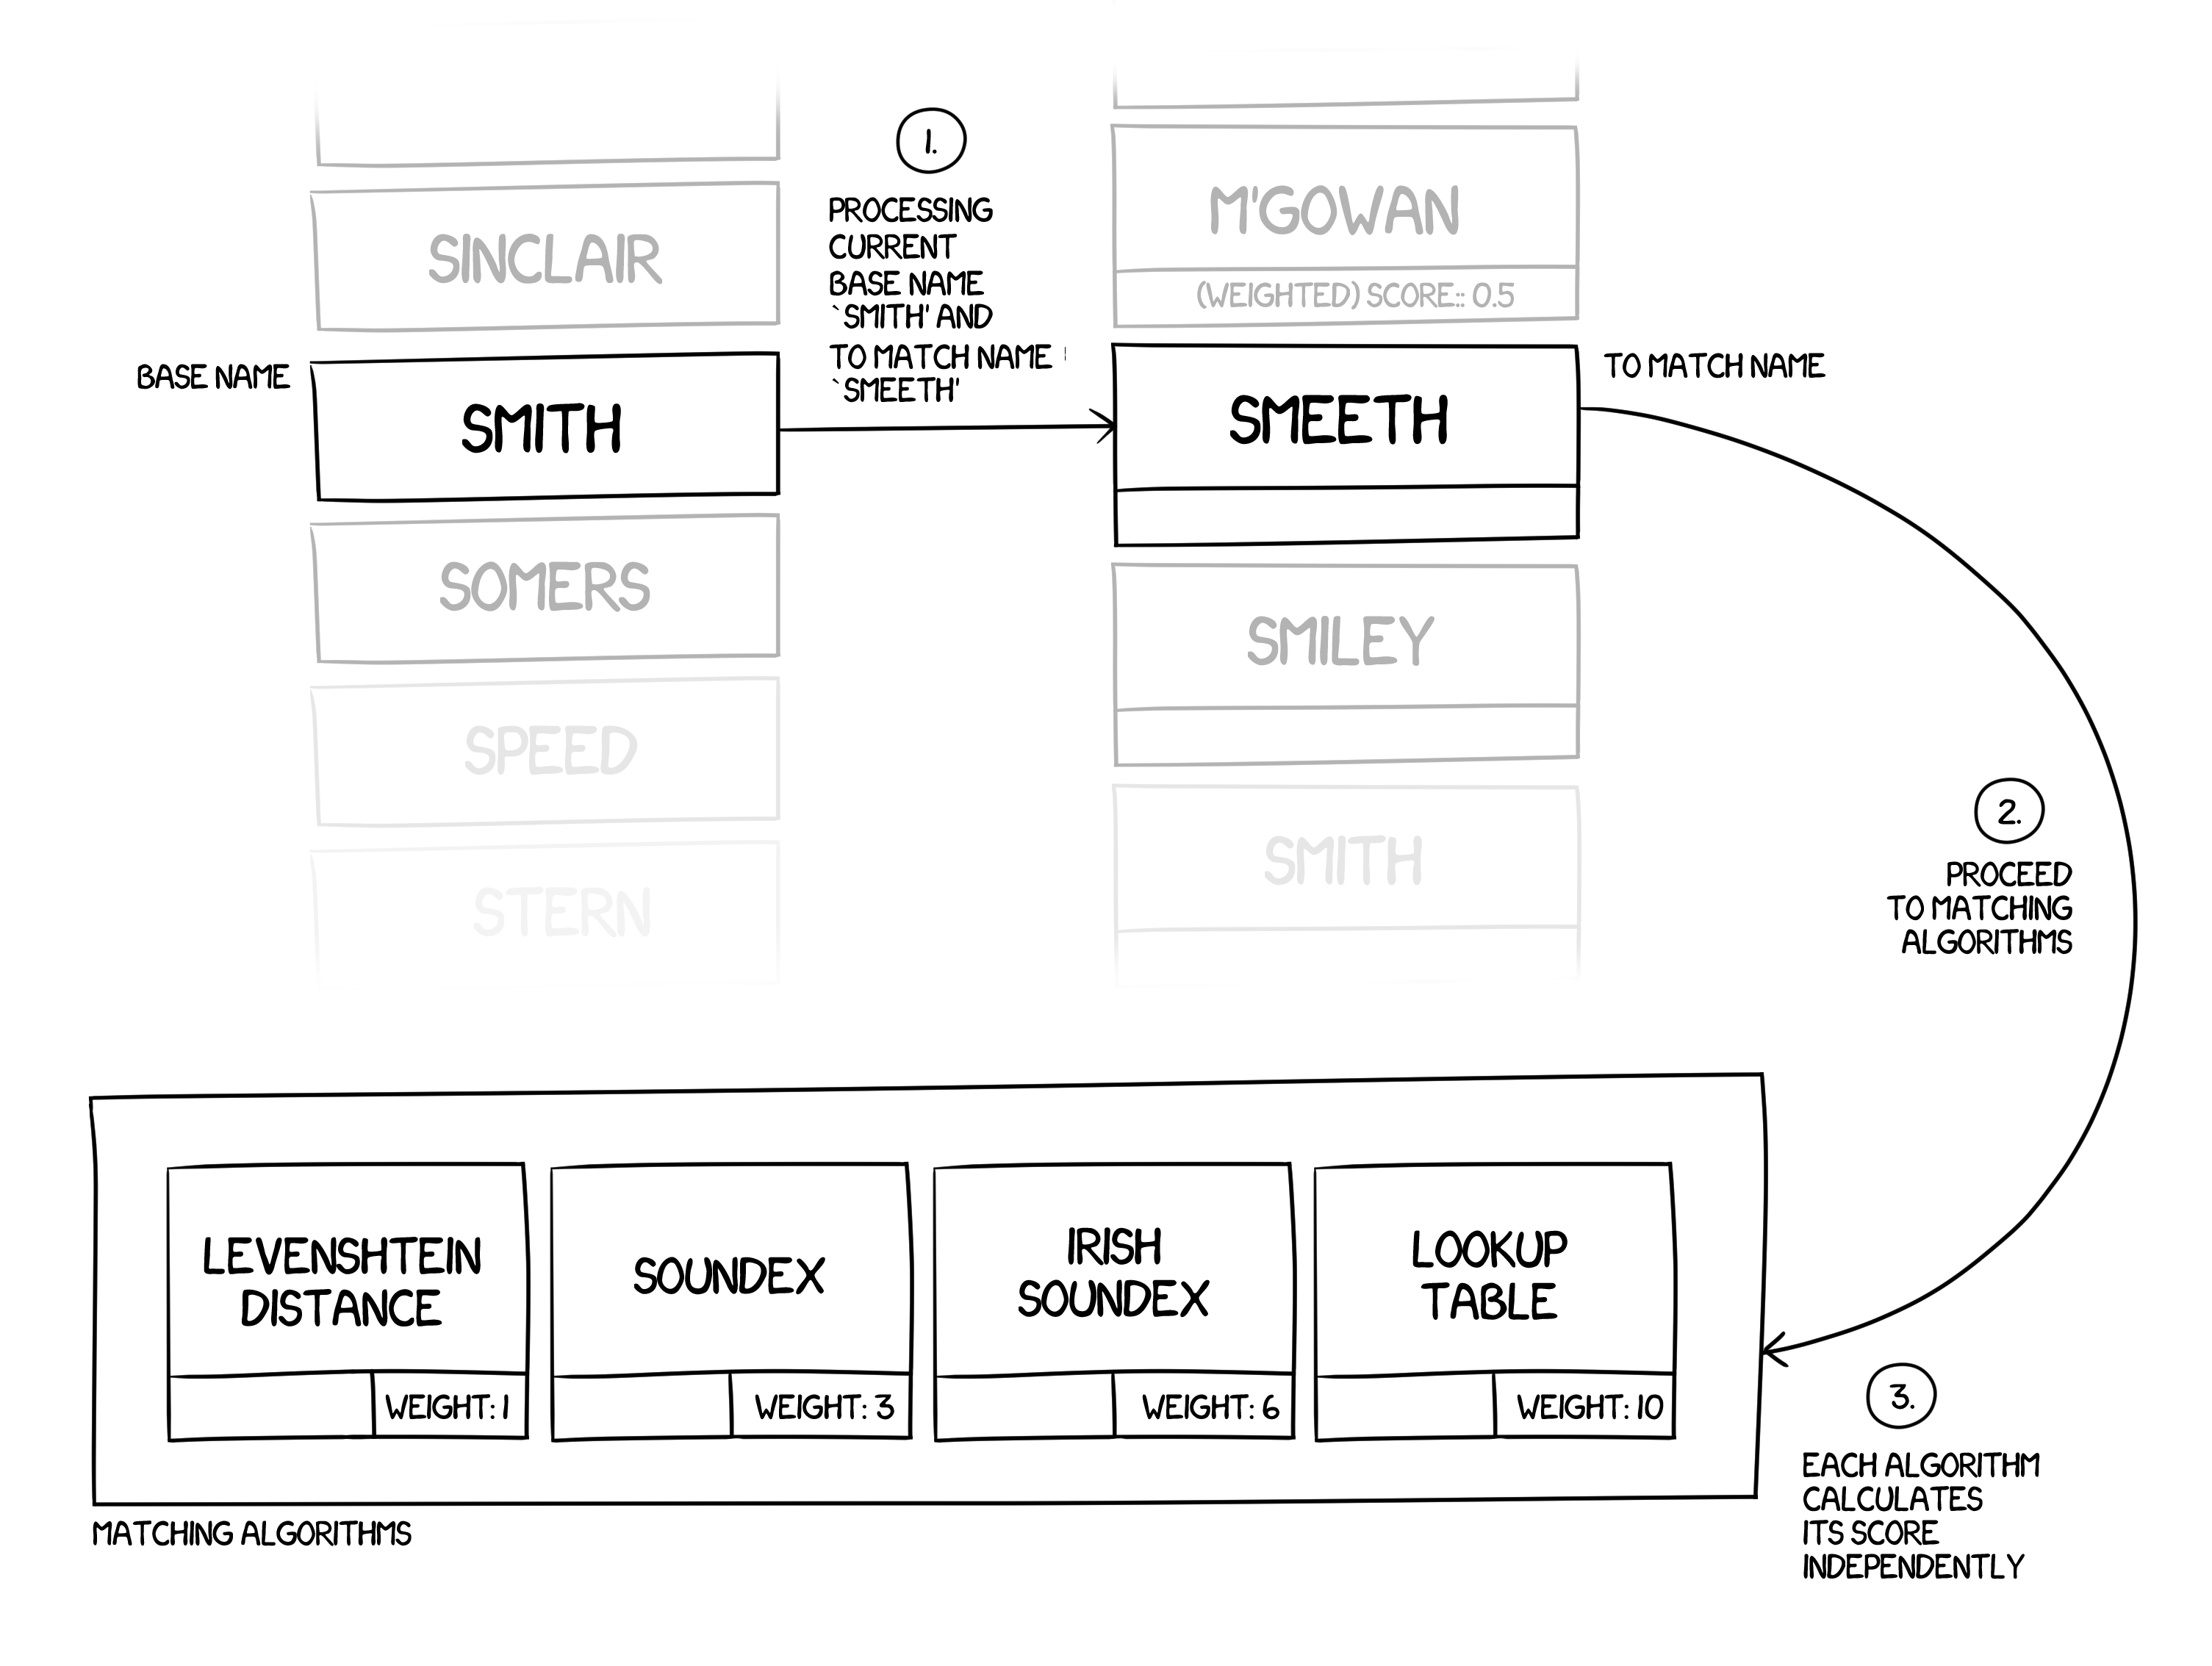 1.
PROCESSING
CURRENT
BASE NAME
`SMITH' AND
TO MATCH NAME
`SMEETH'
SINCLAIR
BASE NAME
SMITH
SOMERS
SPEED
STERN
M'GOWAN
(WEIGHTED) SCORE:: 0.5
SMEETH
TO MATCH NAME
SMILEY
SMITH
2.
PROCEED
TO MATCHING
ALGORITHMS
LEVENSHTEIN
DISTANCE
WEIGHT: 1
SOUNDEX
WEIGHT: 3
IRISH
SOUNDEX
WEIGHT: 6
LOOKUP
TABLE
WEIGHT: 10
MATCHING ALGORITHMS
3.
EACH ALGORITHM
CALCULATES
ITS SCORE
INDEPENDENTLY